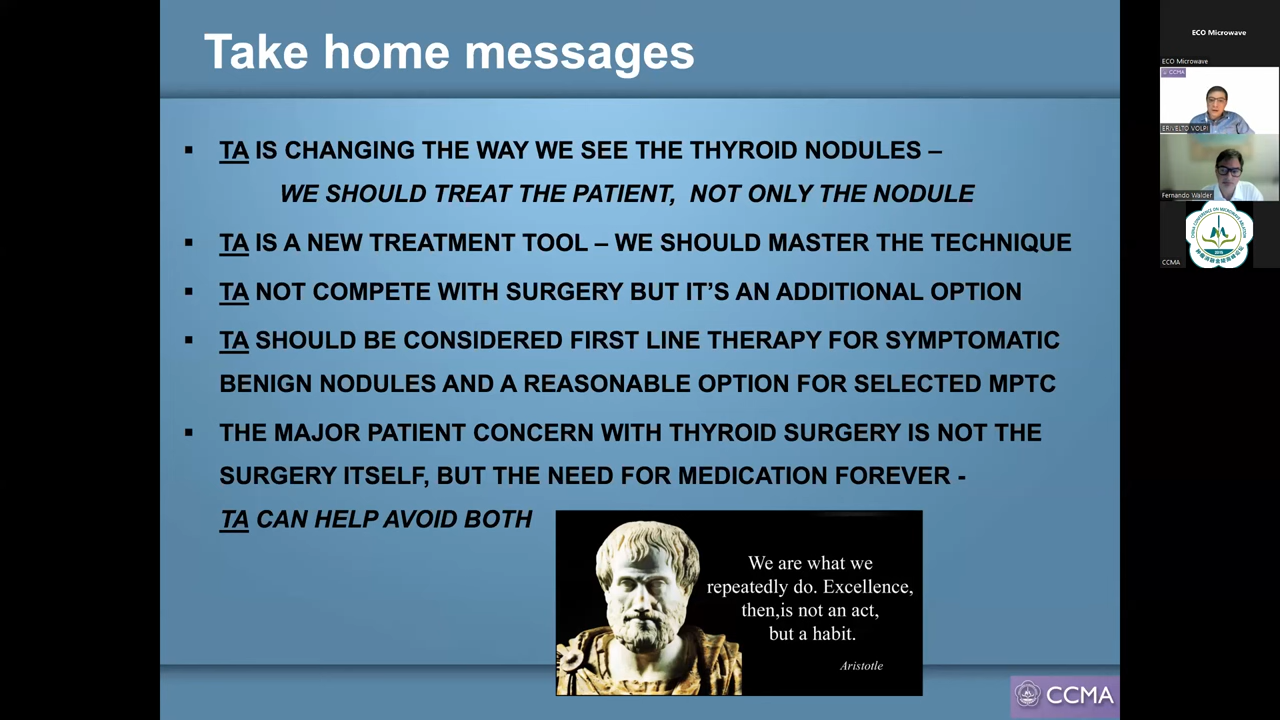 Take home messages
▪ TA IS CHANGING THE WAY WE SEE THE THYROID NODULES –
WE SHOULD TREAT THE PATIENT, NOT ONLY THE NODULE
▪ TA IS A NEW TREATMENT TOOL – WE SHOULD MASTER THE TECHNIQUE
▪ TA NOT COMPETE WITH SURGERY BUT IT'S AN ADDITIONAL OPTION
▪ TA SHOULD BE CONSIDERED FIRST LINE THERAPY FOR SYMPTOMATIC
BENIGN NODULES AND A REASONABLE OPTION FOR SELECTED MPTC
▪ THE MAJOR PATIENT CONCERN WITH THYROID SURGERY IS NOT THE
SURGERY ITSELF, BUT THE NEED FOR MEDICATION FOREVER -
TA CAN HELP AVOID BOTH
We are what we
repeatedly do. Excellence,
then,is not an act,
but a habit.
Aristotle
CCMA
ECO Microwave
ECO Microwave
CCMA
ERIVELTO VOLPI
Fernando Walder
CCMA